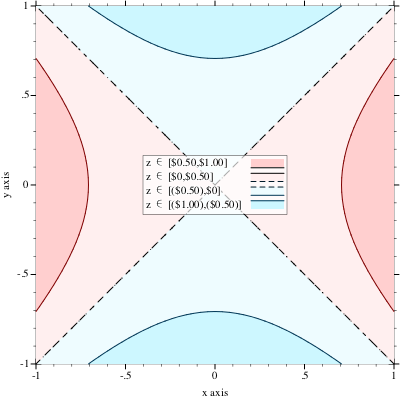 1
.5
y axis
0
-.5
-1
z ∈ [$0.50,$1.00]
z ∈ [$0,$0.50]
z ∈ [($0.50),$0]
z ∈ [($1.00),($0.50)]
-1
-.5
0
.5
1
x axis